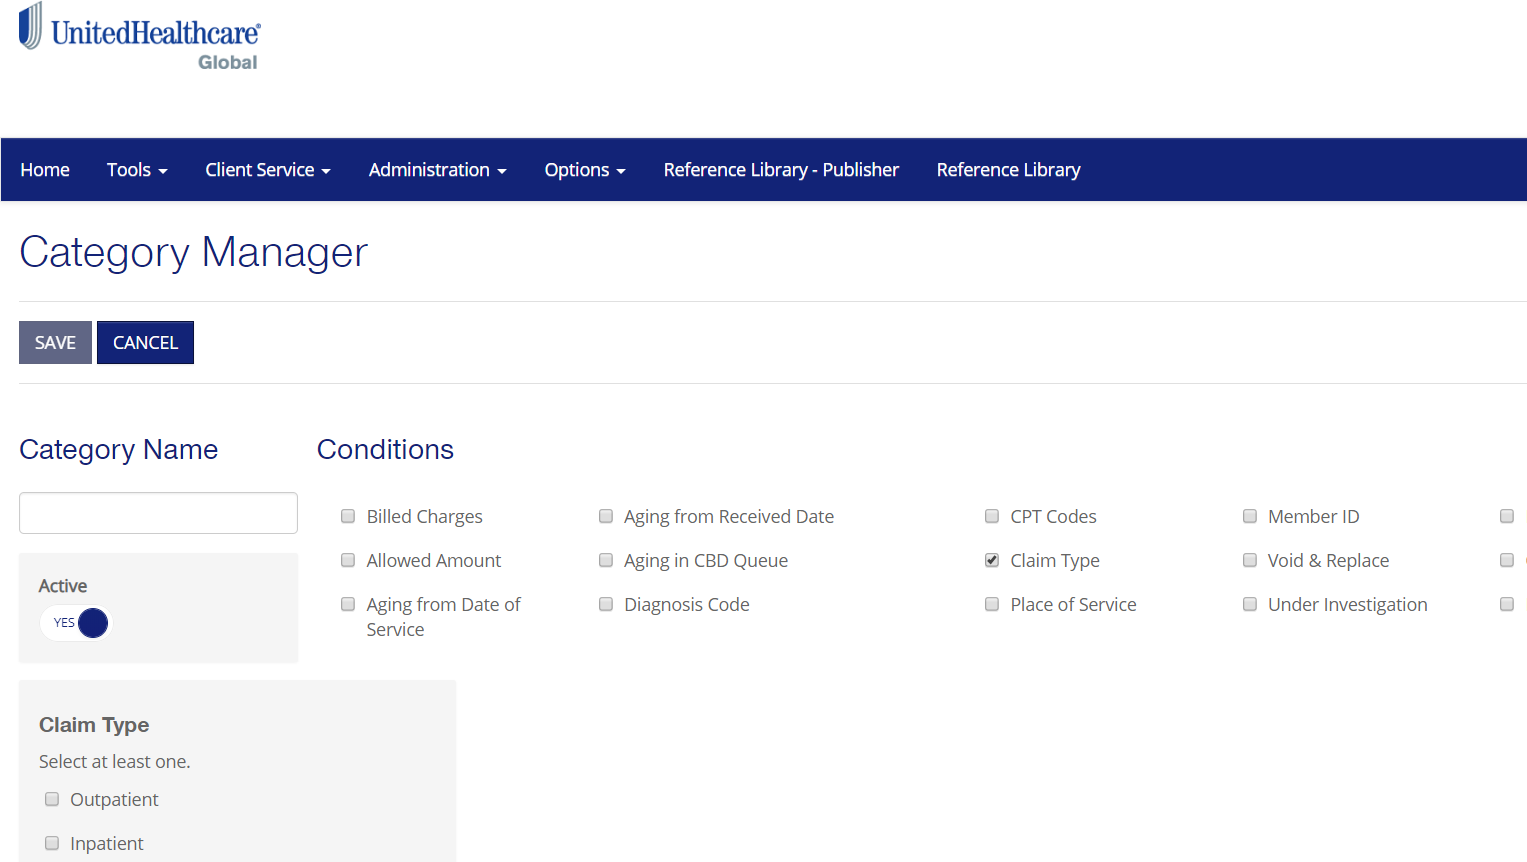 UnitedHealthcare®
Global
Home Tools Client Service Administration Options Reference Library - Publisher Reference Library
Category Manager
SAVE CANCEL
Category Name Conditions
Billed Charges Aging from Received Date CPT Codes Member ID
Allowed Amount Aging in CBD Queue Claim Type Void & Replace
Aging from Date of Diagnosis Code Place of Service Under Investigation
Service
Active
YES
Claim Type
Select at least one.
Outpatient
Inpatient